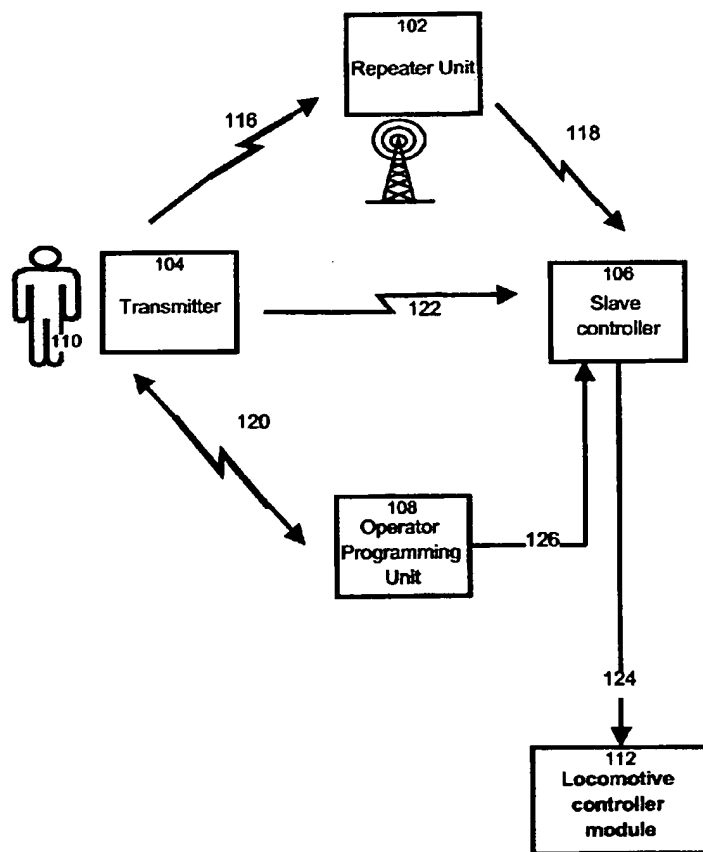 102
Repeater Unit
116
118
104
Transmitter
110
122
106
Slave
controller
120
108
Operator
Programming
Unit
126
124
112
Locomotive
controller
module